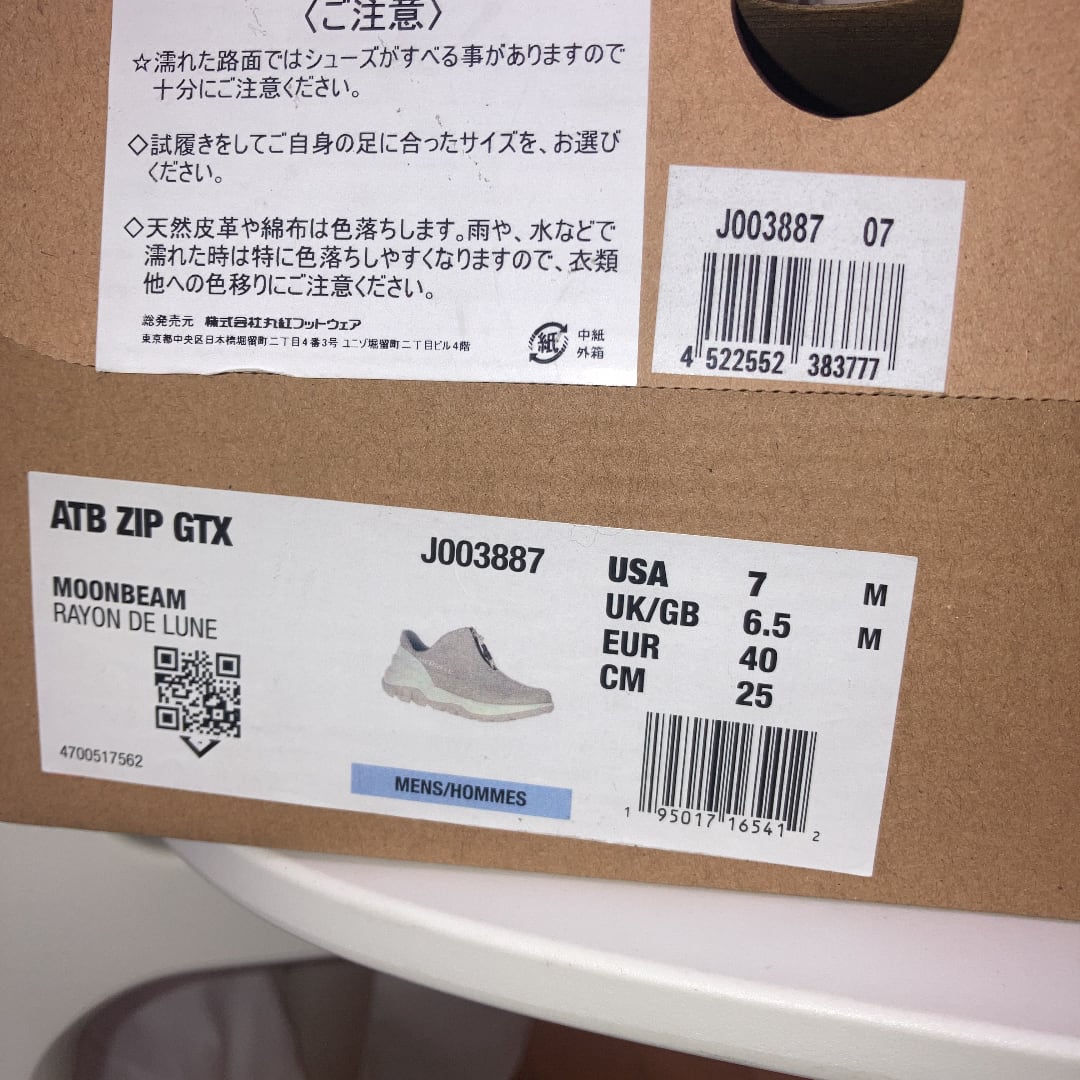 〈ご注意〉
☆濡れた路面ではシューズがすべる事がありますので
十分にご注意ください。
◇試履きをしてご自身の足に合ったサイズを、お選び
ください。
◇天然皮革や綿布は色落ちします。雨や、水などで
濡れた時は特に色落ちしやすくなりますので、衣類
他への色移りにご注意ください。
総発売元 株式会社丸紅フットウェア
東京都中央区日本橋堀留町二丁目4番3号 ユニゾ堀留町二丁目ビル4階
紙
中紙
外箱
J003887 07
4 522552 383777
ATB ZIP GTX
MOONBEAM
RAYON DE LUNE
4700517562
J003887
MENS/HOMMES
USA 7 M
UK/GB 6.5 M
EUR 40
CM 25
1 95017 16541 2